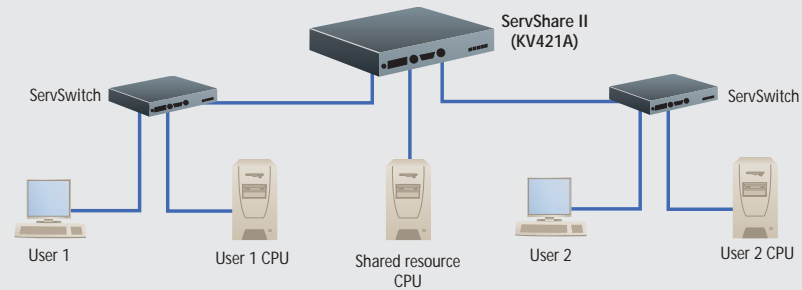 ServShare II
(KV421A)
ServSwitch
ServSwitch
User 1
User 1 CPU
Shared resource
CPU
User 2
User 2 CPU